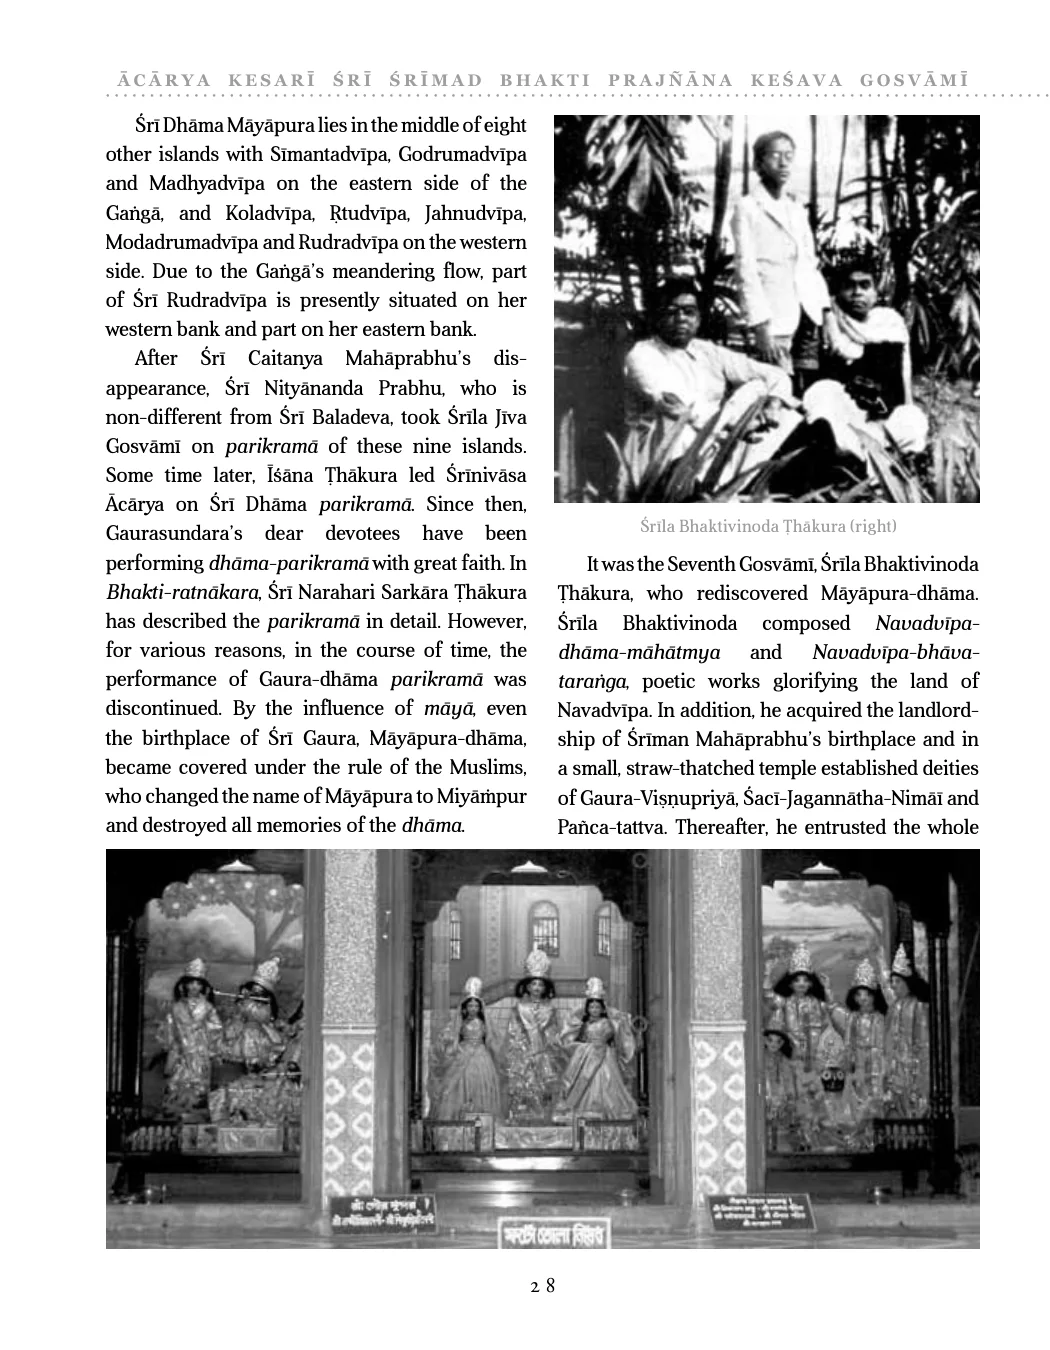 ĀCĀRYA KESARĪ ŚRĪ ŚRĪMAD BHAKTI PRAJÑĀNA KEŚAVA GOSVĀMĪ
Śrī Dhāma Māyāpura lies in the middle of eight
other islands with Sīmantadvīpa, Godrumadvīpa
and Madhyadvīpa on the eastern side of the
Gaṅgā, and Koladvīpa, Ṛtudvīpa, Jahnudvīpa,
Modadrumadvīpa and Rudradvīpa on the western
side. Due to the Gaṅgā’s meandering flow, part
of Śrī Rudradvīpa is presently situated on her
western bank and part on her eastern bank.
After Śrī Caitanya Mahāprabhu’s dis-
appearance, Śrī Nityānanda Prabhu, who is
non-different from Śrī Baladeva, took Śrīla Jīva
Gosvāmī on parikramā of these nine islands.
Some time later, Īśāna Ṭhākura led Śrīnivāsa
Ācārya on Śrī Dhāma parikramā. Since then,
Gaurasundara’s dear devotees have been
performing dhāma-parikramā with great faith. In
Bhakti-ratnākara, Śrī Narahari Sarkāra Ṭhākura
has described the parikramā in detail. However,
for various reasons, in the course of time, the
performance of Gaura-dhāma parikramā was
discontinued. By the influence of māyā, even
the birthplace of Śrī Gaura, Māyāpura-dhāma,
became covered under the rule of the Muslims,
who changed the name of Māyāpura to Miyāṁpur
and destroyed all memories of the dhāma.
Śrīla Bhaktivinoda Ṭhākura (right)
It was the Seventh Gosvāmī, Śrīla Bhaktivinoda
Ṭhākura, who rediscovered Māyāpura-dhāma.
Śrīla Bhaktivinoda composed Navadvīpa-
dhāma-māhātmya and Navadvīpa-bhāva-
taraṅga, poetic works glorifying the land of
Navadvīpa. In addition, he acquired the landlord-
ship of Śrīman Mahāprabhu’s birthplace and in
a small, straw-thatched temple established deities
of Gaura-Viṣṇupriyā, Śacī-Jagannātha-Nimāī and
Pañca-tattva. Thereafter, he entrusted the whole
ফটো তোলা নিষেধ
28